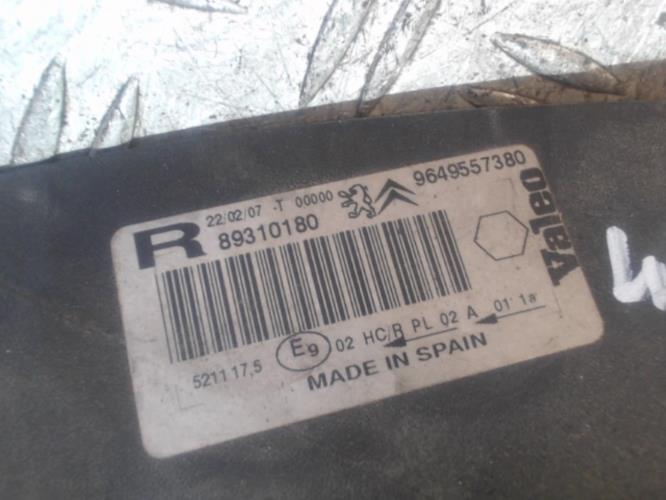 R 22/02/07 -T 00000 9649557380
89310180
Valeo
5211 17,5 E9 02 HC/R PL 02 A 01 1a
MADE IN SPAIN